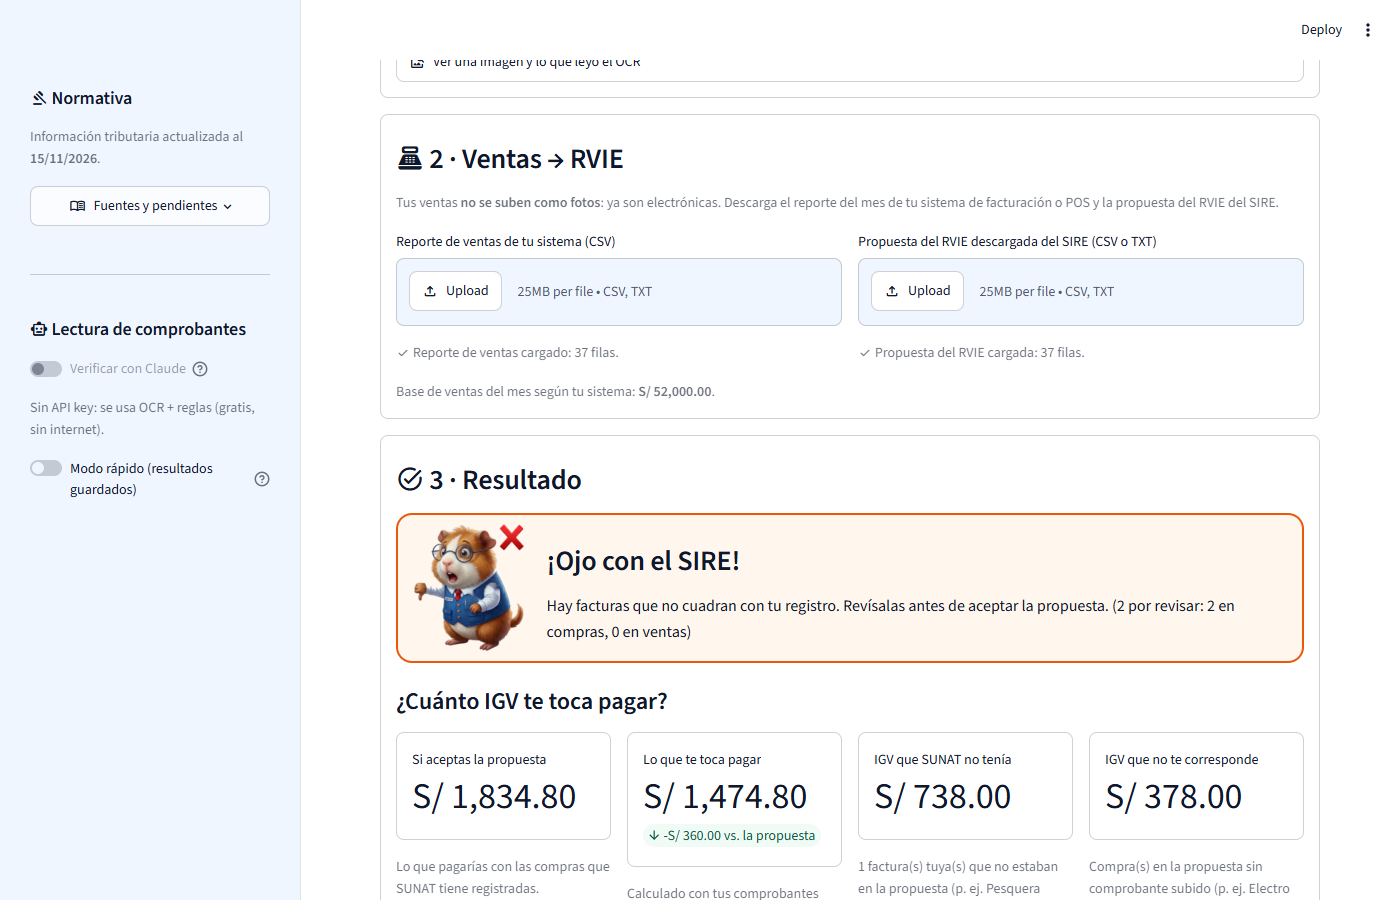 Deploy
Normativa
Información tributaria actualizada al
15/11/2026.
Fuentes y pendientes
Lectura de comprobantes
Verificar con Claude
Sin API key: se usa OCR + reglas (gratis,
sin internet).
Modo rápido (resultados
guardados)
Ver una imagen y lo que leyó el OCR
2 · Ventas → RVIE
Tus ventas no se suben como fotos: ya son electrónicas. Descarga el reporte del mes de tu sistema de facturación o POS y la propuesta del RVIE del SIRE.
Reporte de ventas de tu sistema (CSV)
Upload
25MB per file • CSV, TXT
Reporte de ventas cargado: 37 filas.
Propuesta del RVIE descargada del SIRE (CSV o TXT)
Upload
25MB per file • CSV, TXT
Propuesta del RVIE cargada: 37 filas.
Base de ventas del mes según tu sistema: S/ 52,000.00.
3 · Resultado
¡Ojo con el SIRE!
Hay facturas que no cuadran con tu registro. Revísalas antes de aceptar la propuesta. (2 por revisar: 2 en
compras, 0 en ventas)
¿Cuánto IGV te toca pagar?
Si aceptas la propuesta
S/ 1,834.80
Lo que pagarías con las compras que
SUNAT tiene registradas.
Lo que te toca pagar
S/ 1,474.80
↓ -S/ 360.00 vs. la propuesta
Calculado con tus comprobantes
IGV que SUNAT no tenía
S/ 738.00
1 factura(s) tuya(s) que no estaban
en la propuesta (p. ej. Pesquera
IGV que no te corresponde
S/ 378.00
Compra(s) en la propuesta sin
comprobante subido (p. ej. Electro